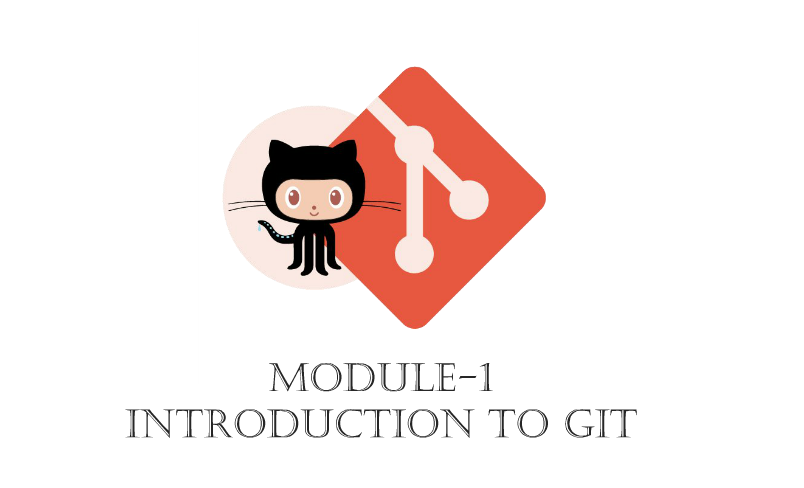 MODULE-1
INTRODUCTION TO GIT